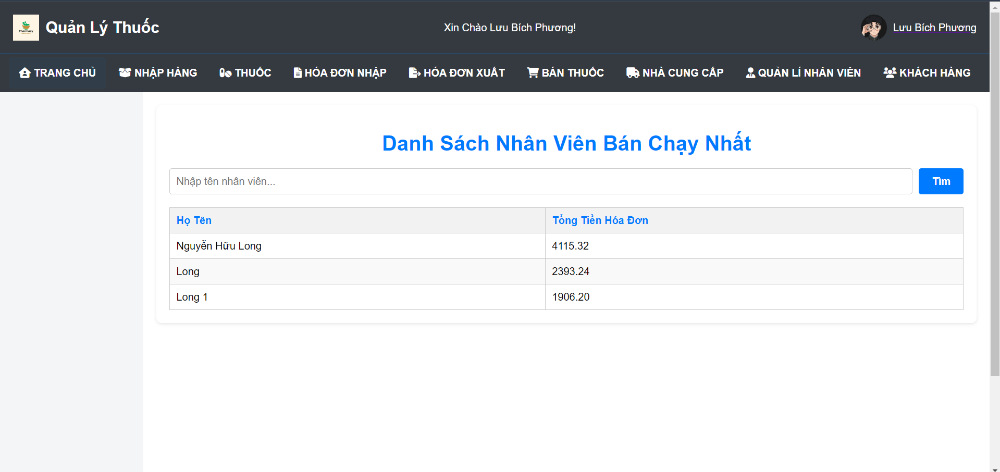 Pharmacy
Quản Lý Thuốc
Xin Chào Lưu Bích Phương!
Lưu Bích Phương
TRANG CHỦ
NHẬP HÀNG
THUỐC
HÓA ĐƠN NHẬP
HÓA ĐƠN XUẤT
BÁN THUỐC
NHÀ CUNG CẤP
QUẢN LÍ NHÂN VIÊN
KHÁCH HÀNG
Danh Sách Nhân Viên Bán Chạy Nhất
Nhập tên nhân viên...
Tìm
Họ Tên
Tổng Tiền Hóa Đơn
Nguyễn Hữu Long
4115.32
Long
2393.24
Long 1
1906.20